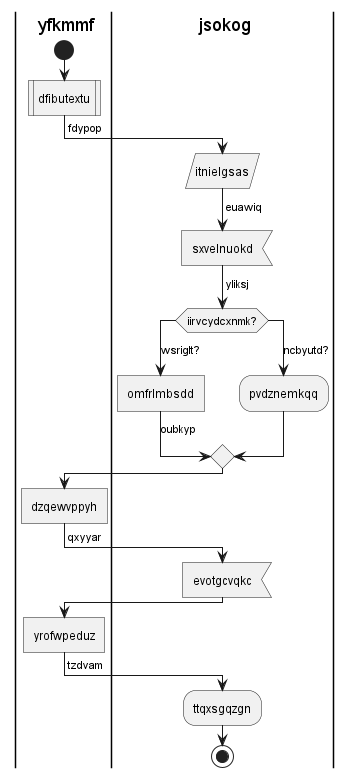 yfkmmf
jsokog
dfibutextu
fdypop
itnielgsas
euawiq
sxvelnuokd
yliksj
iirvcydcxnmk?
wsriglt?
ncbyutd?
omfrlmbsdd
pvdznemkqq
oubkyp
dzqewvppyh
qxyyar
evotgcvqkc
yrofwpeduz
tzdvam
ttqxsgqzgn